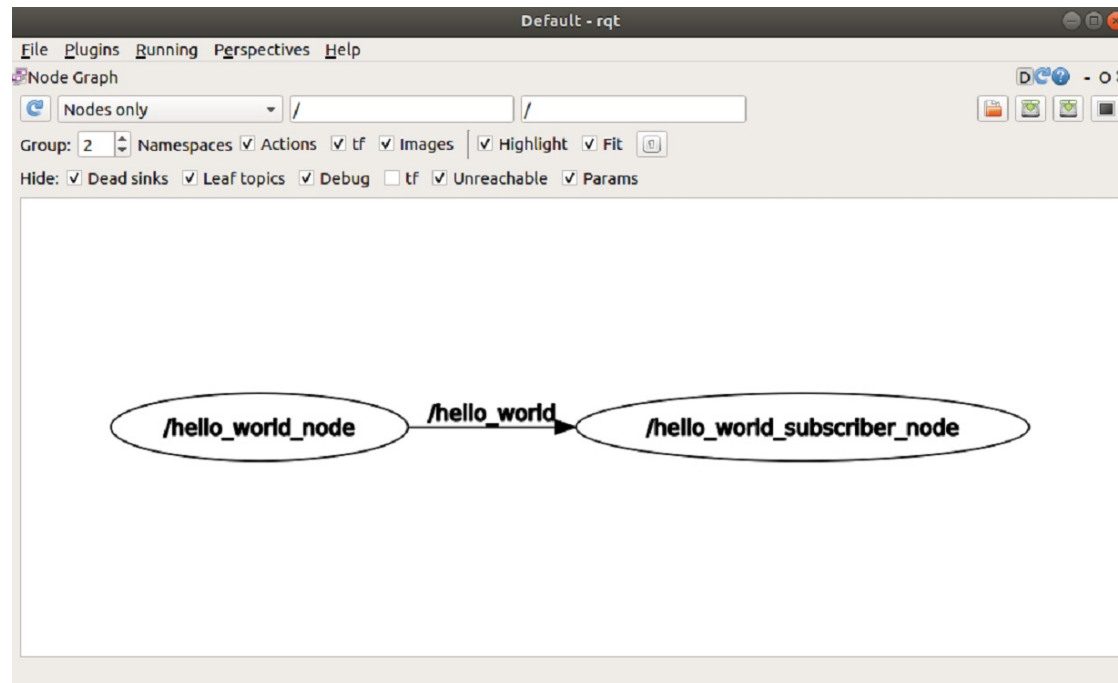 Default - rqt
File Plugins Running Perspectives Help
Node Graph D - O
Nodes only / /
Group: 2 Namespaces Actions tf Images Highlight Fit
Hide: Dead sinks Leaf topics Debug tf Unreachable Params
/hello_world_node /hello_world /hello_world_subscriber_node